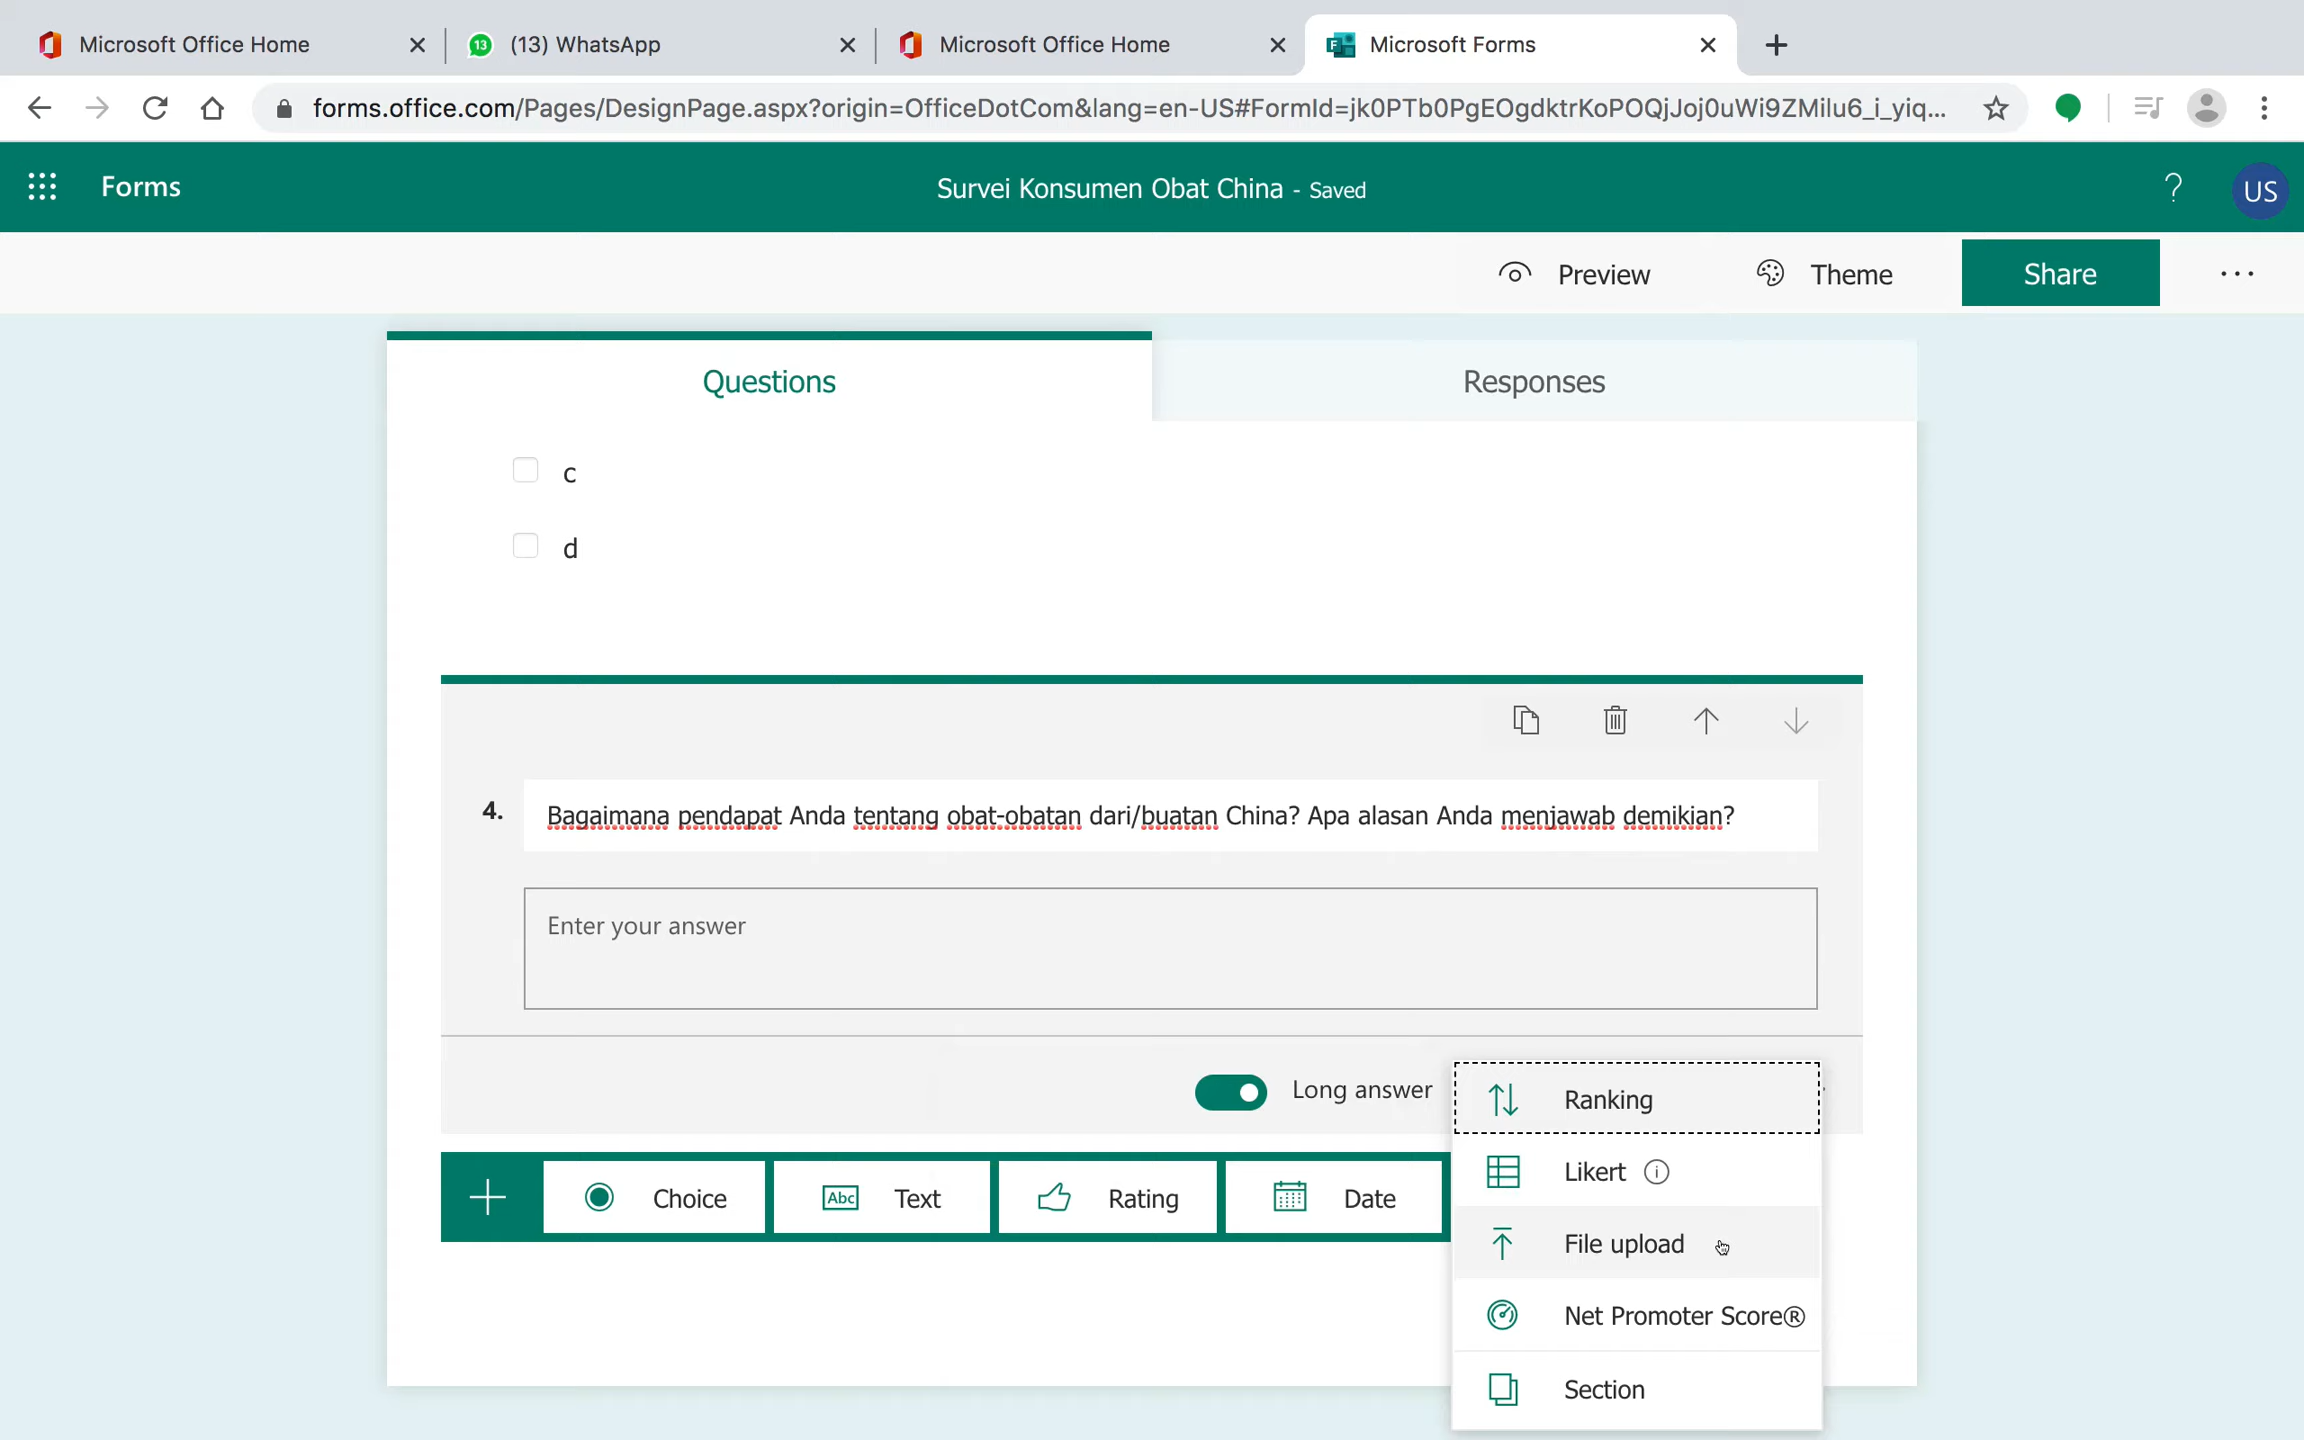 Microsoft Office Home
13 (13) WhatsApp
Microsoft Office Home
F Microsoft Forms
forms.office.com/Pages/DesignPage.aspx?origin=OfficeDotCom&lang=en-US#FormId=jk0PTb0PgEOgdktrKoPOQjJoj0uWi9ZMilu6_i_yiq...
Forms
Survei Konsumen Obat China - Saved
? US
Preview
Theme
Share
Questions
Responses
c
d
4. Bagaimana pendapat Anda tentang obat-obatan dari/buatan China? Apa alasan Anda menjawab demikian?
Enter your answer
Long answer
Choice
Abc Text
Rating
Date
Ranking
Likert
File upload
Net Promoter Score®
Section